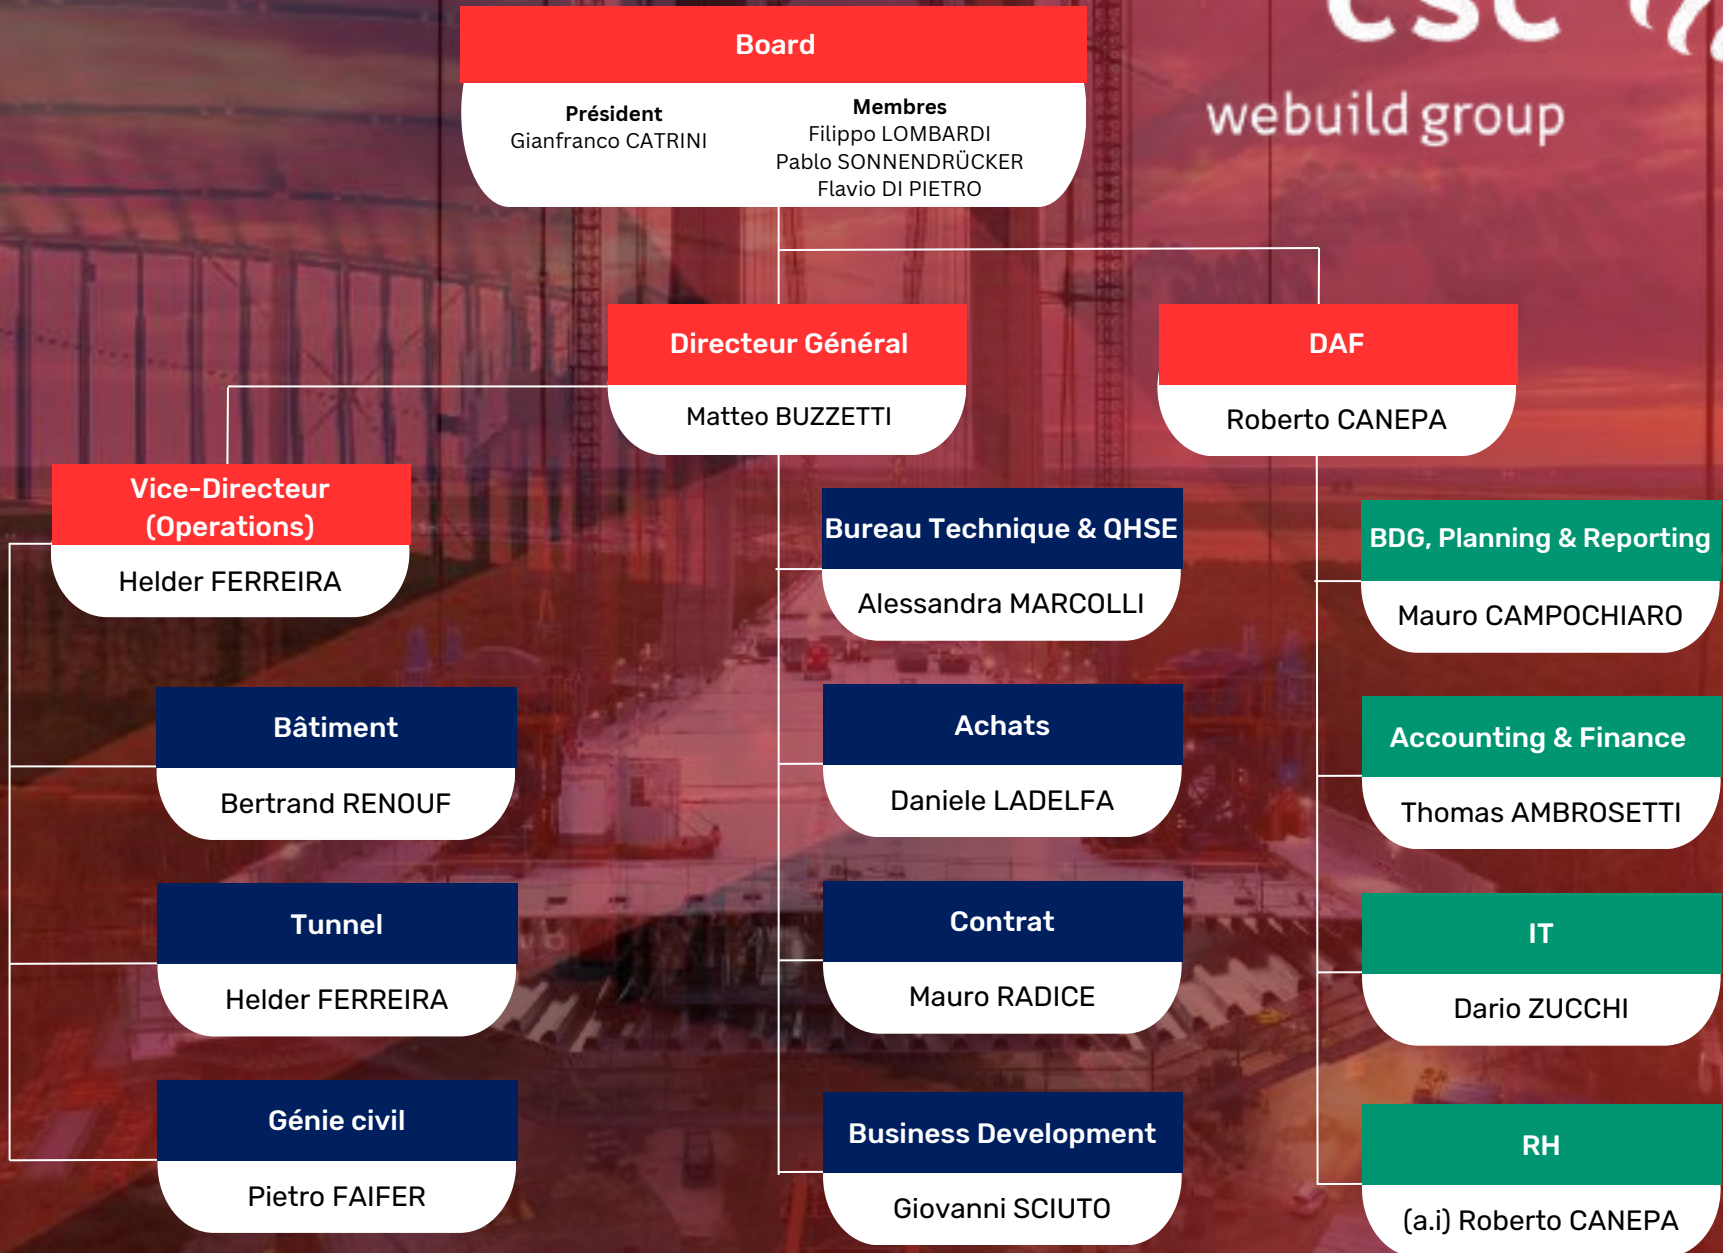 csc
webuild group
Board
Président
Gianfranco CATRINI
Membres
Filippo LOMBARDI
Pablo SONNENDRÜCKER
Flavio DI PIETRO
Directeur Général
Matteo BUZZETTI
DAF
Roberto CANEPA
Vice-Directeur
(Operations)
Helder FERREIRA
Bâtiment
Bertrand RENOUF
Tunnel
Helder FERREIRA
Génie civil
Pietro FAIFER
Bureau Technique & QHSE
Alessandra MARCOLLI
Achats
Daniele LADELFA
Contrat
Mauro RADICE
Business Development
Giovanni SCIUTO
BDG, Planning & Reporting
Mauro CAMPOCHIARO
Accounting & Finance
Thomas AMBROSETTI
IT
Dario ZUCCHI
RH
(a.i) Roberto CANEPA